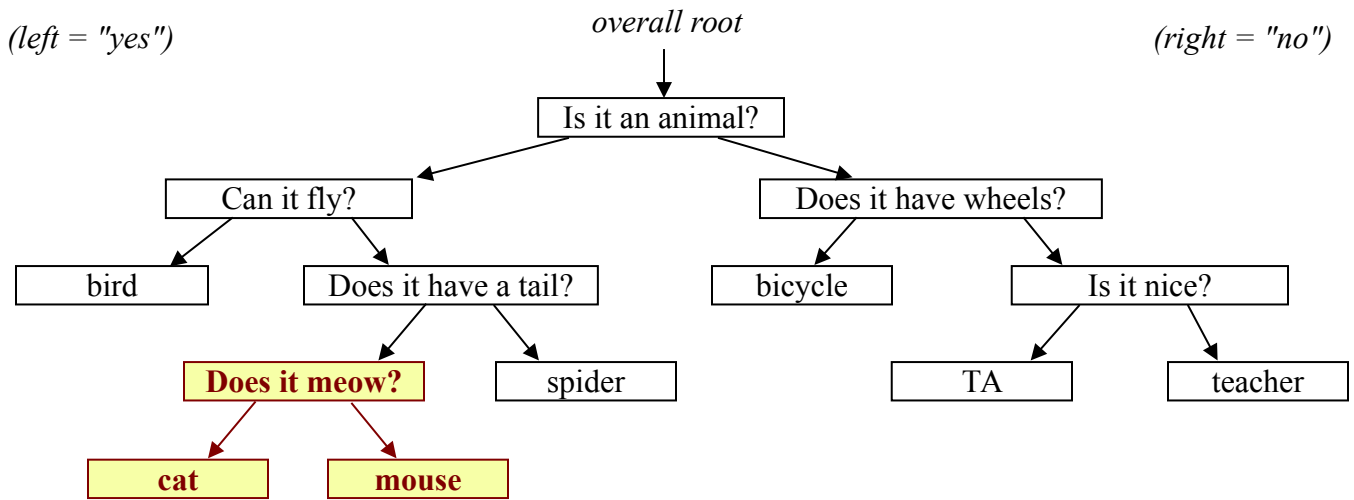 (left = "yes")
overall root
(right = "no")
Is it an animal?
Can it fly?
Does it have wheels?
bird
Does it have a tail?
bicycle
Is it nice?
Does it meow?
spider
TA
teacher
cat
mouse